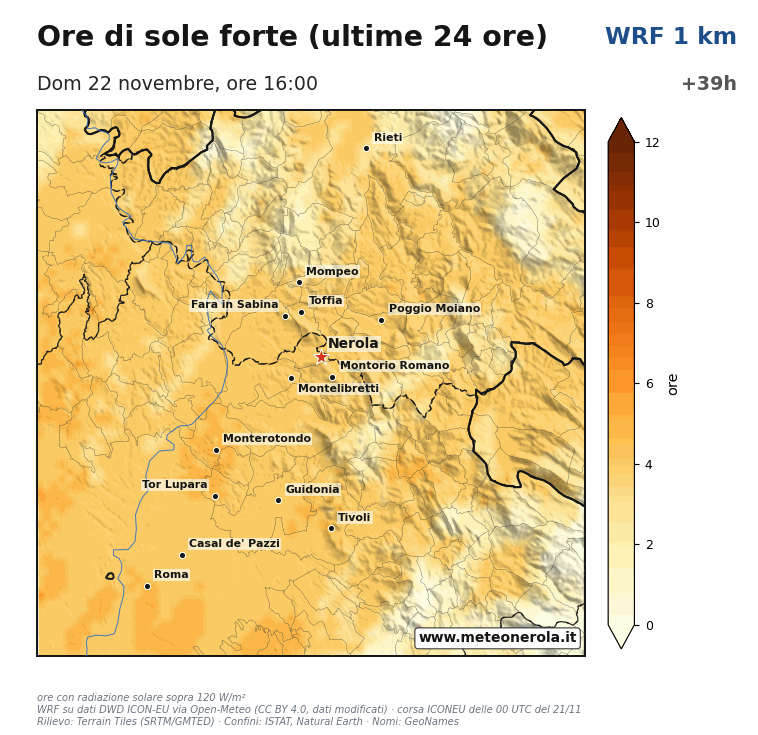 Ore di sole forte (ultime 24 ore)
WRF 1 km
Dom 22 novembre, ore 16:00
+39h
Rieti
Mompeo
Fara in Sabina
Toffia
Poggio Moiano
Nerola
Montorio Romano
Montelibretti
Monterotondo
Tor Lupara
Guidonia
Tivoli
Casal de' Pazzi
Roma
www.meteonerola.it
12
10
8
6
4
2
0
ore
ore con radiazione solare sopra 120 W/m²
WRF su dati DWD ICON-EU via Open-Meteo (CC BY 4.0, dati modificati) · corsa ICONEU delle 00 UTC del 21/11
Rilievo: Terrain Tiles (SRTM/GMTED) · Confini: ISTAT, Natural Earth · Nomi: GeoNames